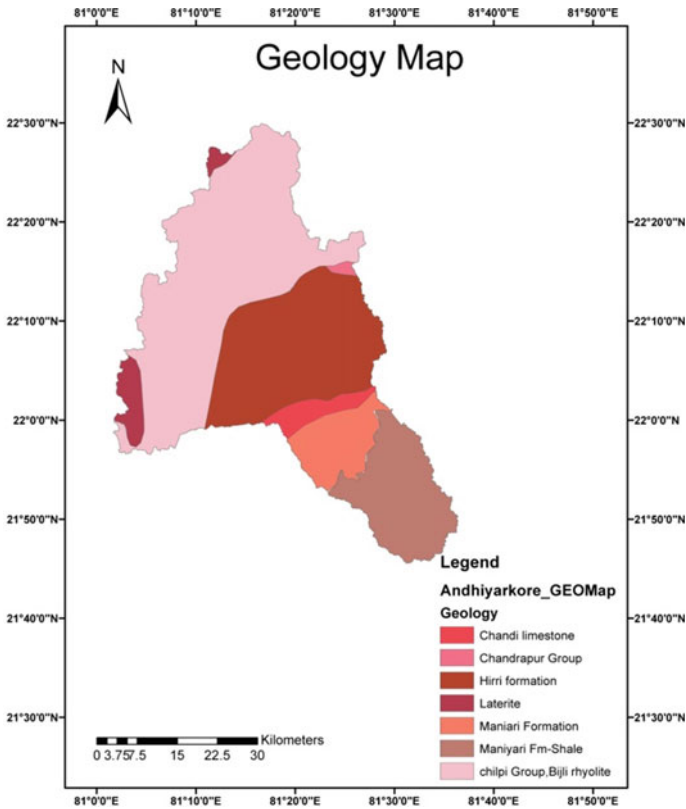 81°0'0"E 81°10'0"E 81°20'0"E 81°30'0"E 81°40'0"E 81°50'0"E
Geology Map
N
22°30'0"N 22°30'0"N
22°20'0"N 22°20'0"N
22°10'0"N 22°10'0"N
22°0'0"N 22°0'0"N
21°50'0"N 21°50'0"N
21°40'0"N 21°40'0"N
21°30'0"N 21°30'0"N
Legend
Andhiyarkore_GEOMap
Geology
Chandi limestone
Chandrapur Group
Hirri formation
Laterite
Maniari Formation
Maniyari Fm-Shale
chilpi Group,Bijli rhyolite
Kilometers
0 3.75 7.5 15 22.5 30
81°0'0"E 81°10'0"E 81°20'0"E 81°30'0"E 81°40'0"E 81°50'0"E